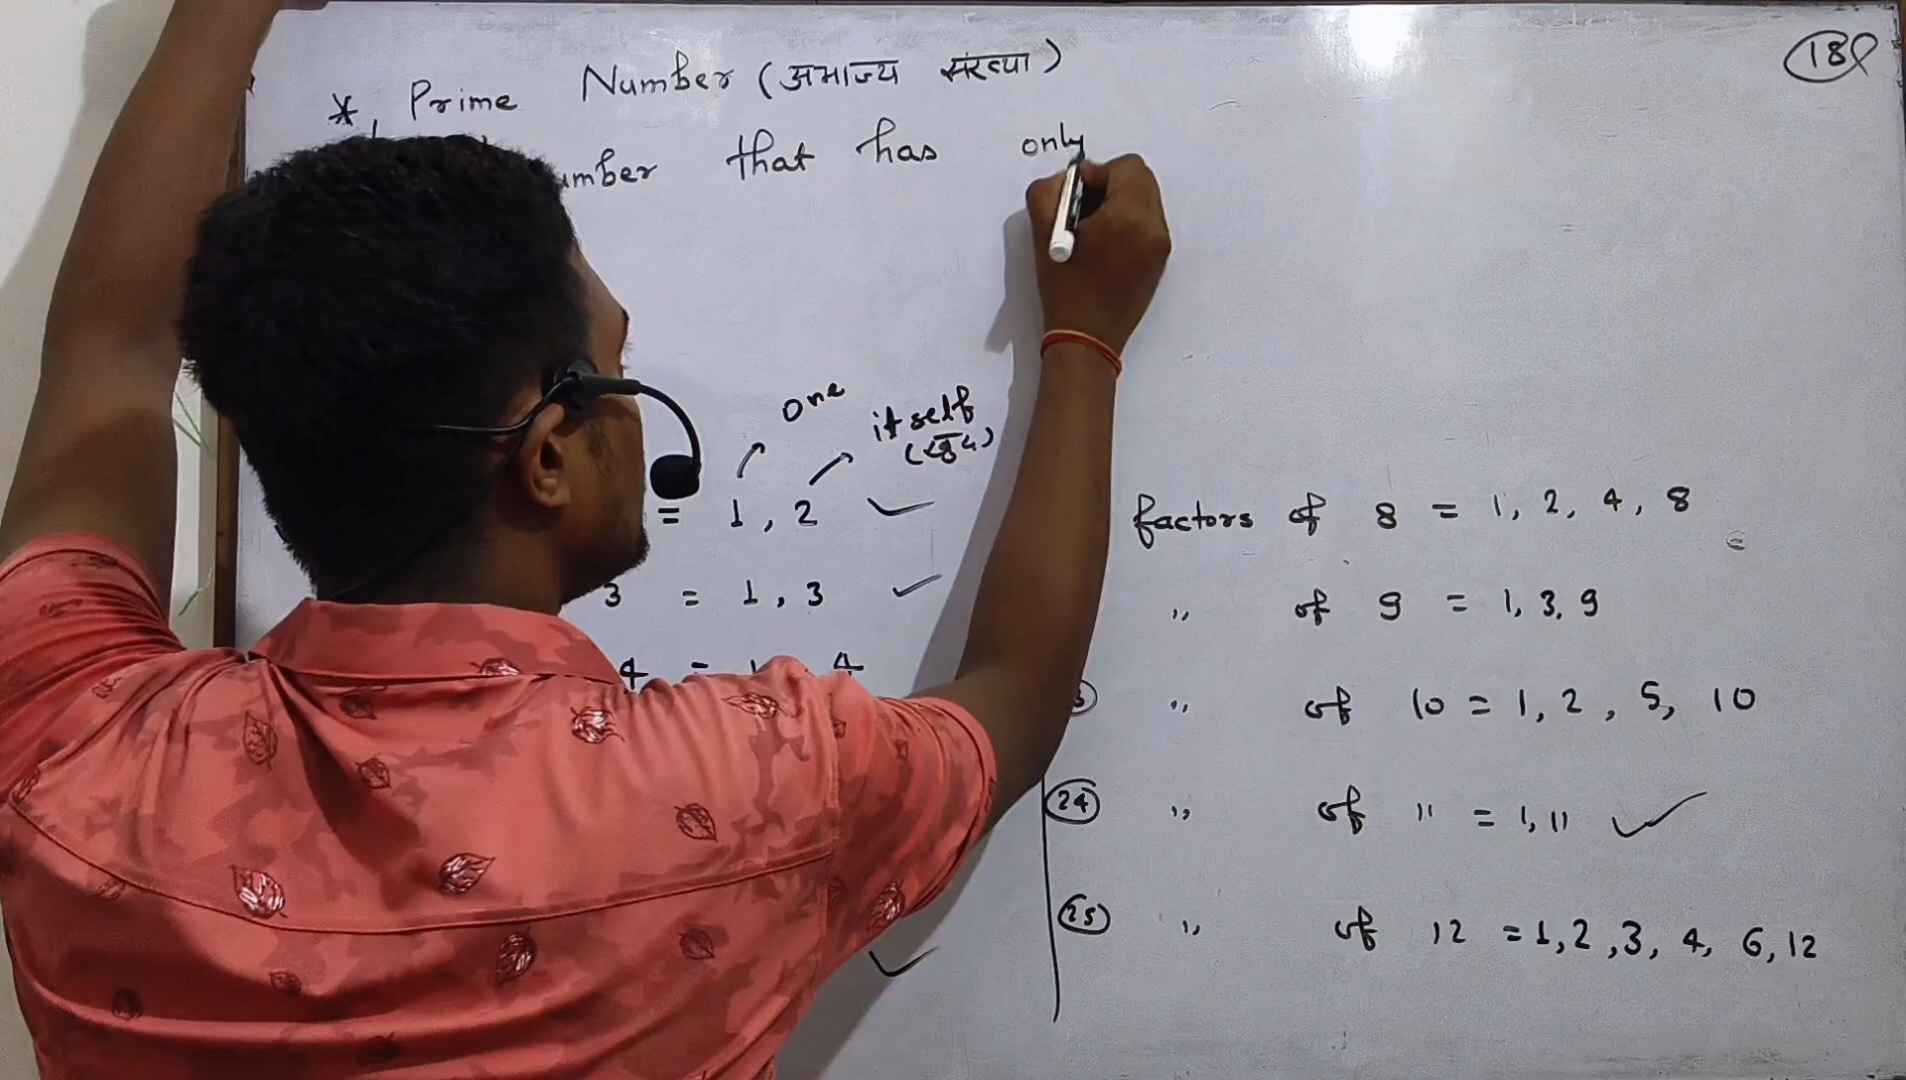 18
* Prime Number (अभाज्य संख्या)
umber that has only
one
itself
(स्वयं)
= 1, 2
3 = 1, 3
4 = 1, 4
factors of 8 = 1, 2, 4, 8
,, of 9 = 1, 3, 9
,, of 10 = 1, 2, 5, 10
24 ,, of 11 = 1, 11
25 ,, of 12 = 1, 2, 3, 4, 6, 12